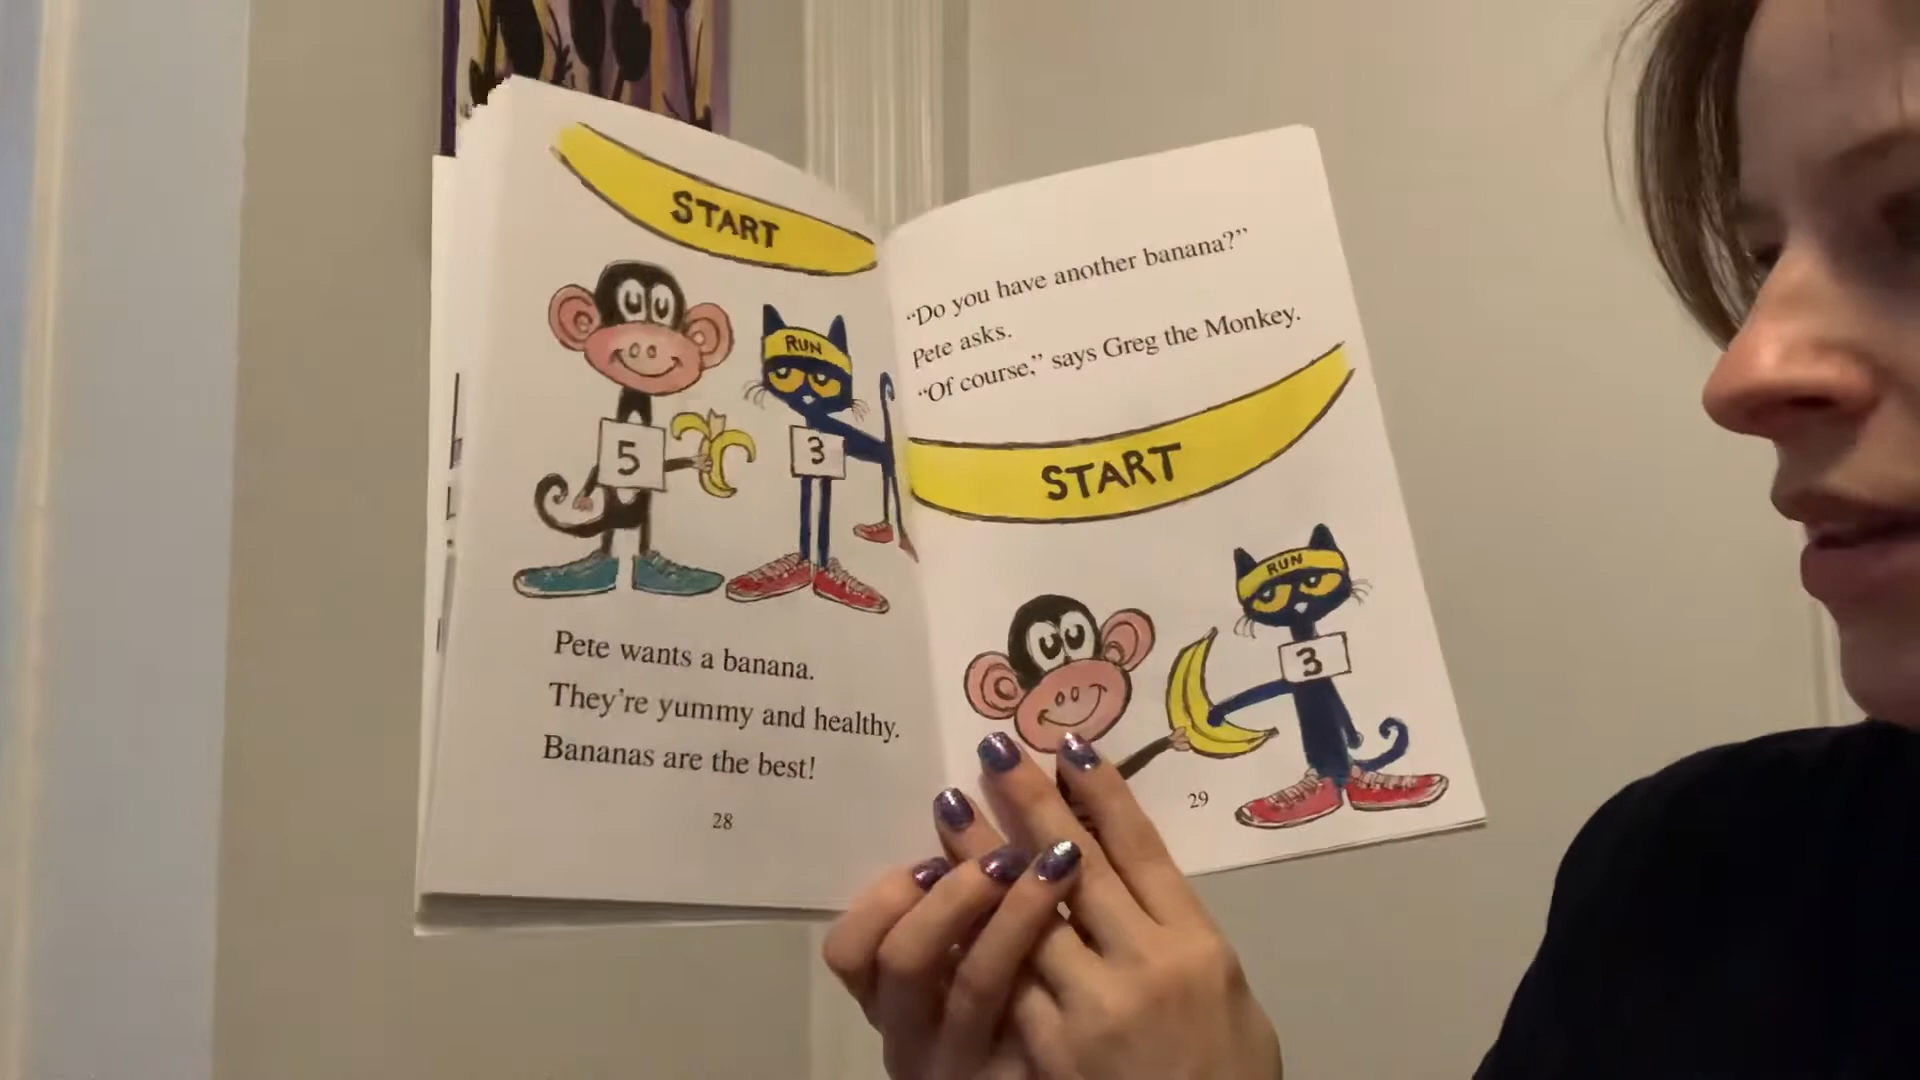 START
RUN
5
3
Pete wants a banana.
They're yummy and healthy.
Bananas are the best!
28
“Do you have another banana?”
Pete asks.
“Of course,” says Greg the Monkey.
START
RUN
3
29